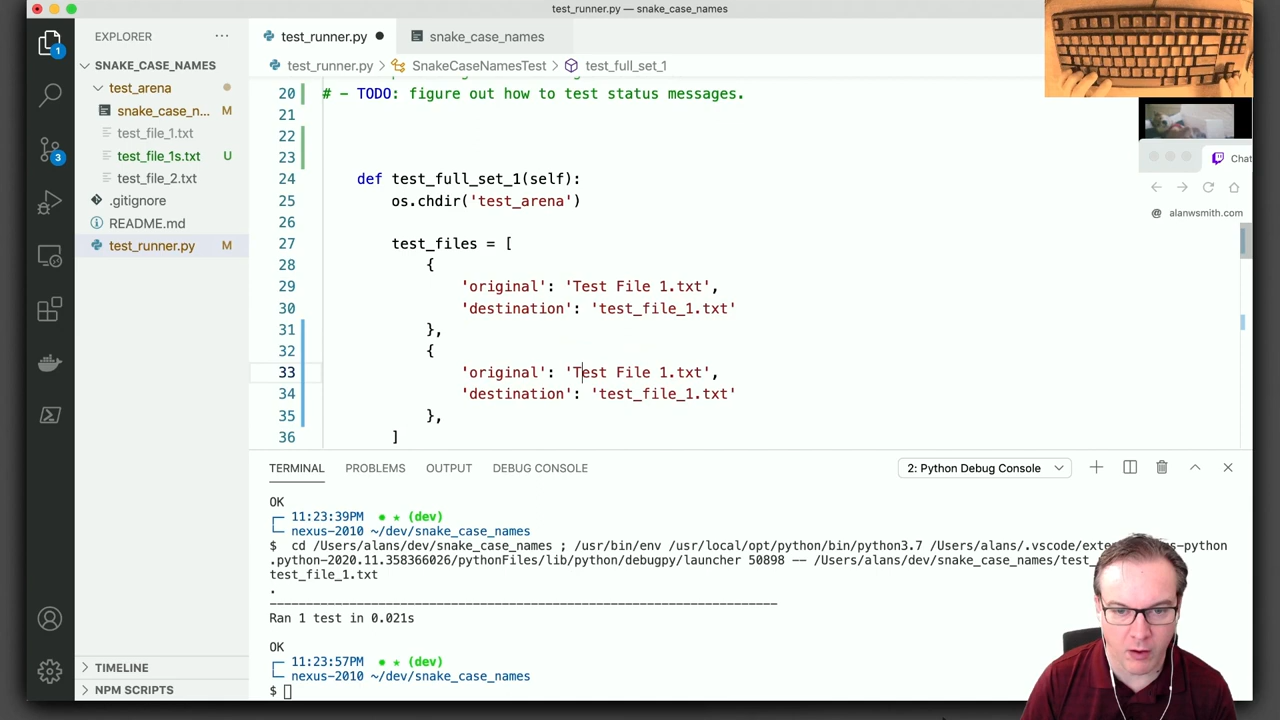 test_runner.py — snake_case_names
EXPLORER
test_runner.py
snake_case_names
test_runner.py > SnakeCaseNamesTest > test_full_set_1
SNAKE_CASE_NAMES
test_arena
snake_case_n... M
test_file_1.txt
test_file_1s.txt U
test_file_2.txt
.gitignore
README.md
test_runner.py M
TIMELINE
NPM SCRIPTS
1
3
20 # - TODO: figure out how to test status messages.
21
22
23
24 def test_full_set_1(self):
25 os.chdir('test_arena')
26
27 test_files = [
28 {
29 'original': 'Test File 1.txt',
30 'destination': 'test_file_1.txt'
31 },
32 {
33 'original': 'Test File 1.txt',
34 'destination': 'test_file_1.txt'
35 },
36 ]
TERMINAL PROBLEMS OUTPUT DEBUG CONSOLE 2: Python Debug Console
OK
11:23:39PM (dev)
nexus-2010 ~/dev/snake_case_names
$ cd /Users/alans/dev/snake_case_names ; /usr/bin/env /usr/local/opt/python/bin/python3.7 /Users/alans/.vscode/exte
.python-2020.11.358366026/pythonFiles/lib/python/debugpy/launcher 50898 -- /Users/alans/dev/snake_case_names/test_
test_file_1.txt
.
----------------------------------------------------------------------
Ran 1 test in 0.021s
OK
11:23:57PM (dev)
nexus-2010 ~/dev/snake_case_names
$
Chat
@ alanwsmith.com